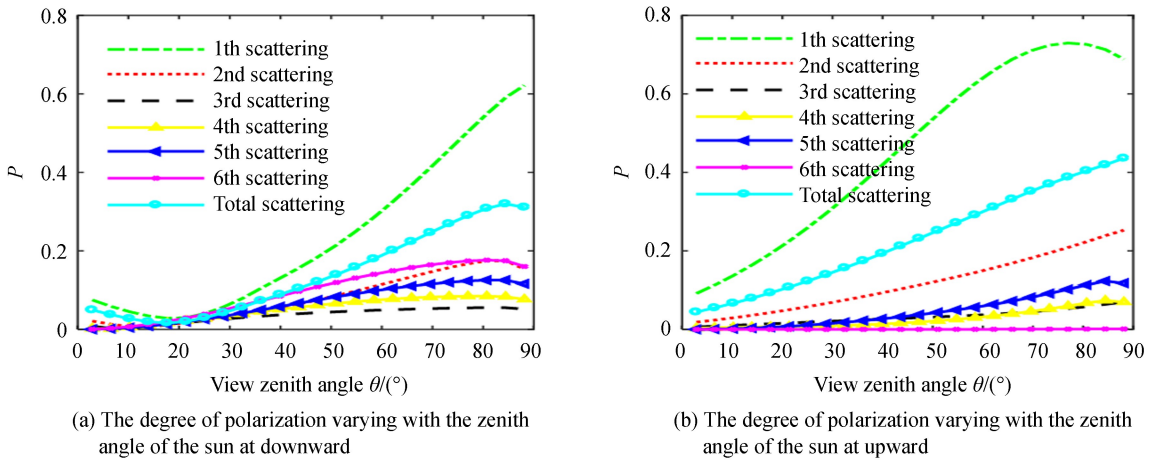 0.8
0.6
0.4
0.2
0
P
1th scattering
2nd scattering
3rd scattering
4th scattering
5th scattering
6th scattering
Total scattering
0 10 20 30 40 50 60 70 80 90
View zenith angle θ/(°)
(a) The degree of polarization varying with the zenith
angle of the sun at downward
0.8
0.6
0.4
0.2
0
P
1th scattering
2nd scattering
3rd scattering
4th scattering
5th scattering
6th scattering
Total scattering
0 10 20 30 40 50 60 70 80 90
View zenith angle θ/(°)
(b) The degree of polarization varying with the zenith
angle of the sun at upward